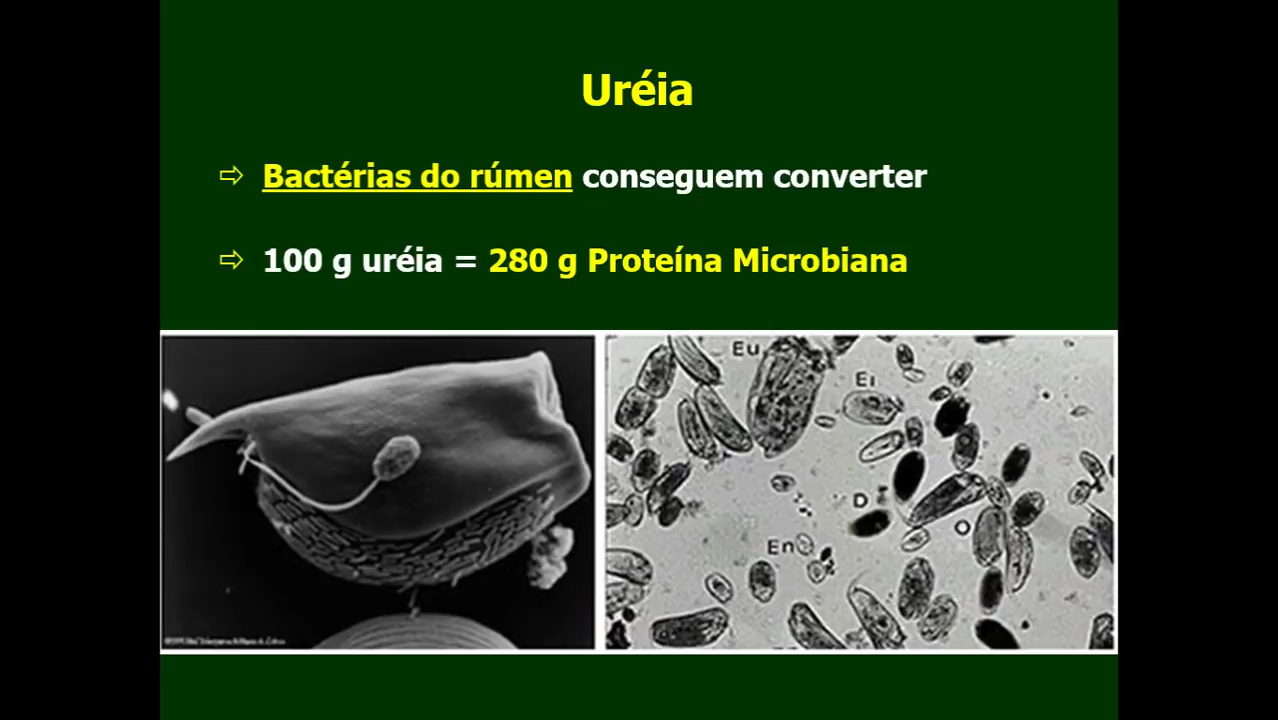 Uréia
⇨ Bactérias do rúmen conseguem converter
⇨ 100 g uréia = 280 g Proteína Microbiana
Eu
Ei
D
O
En